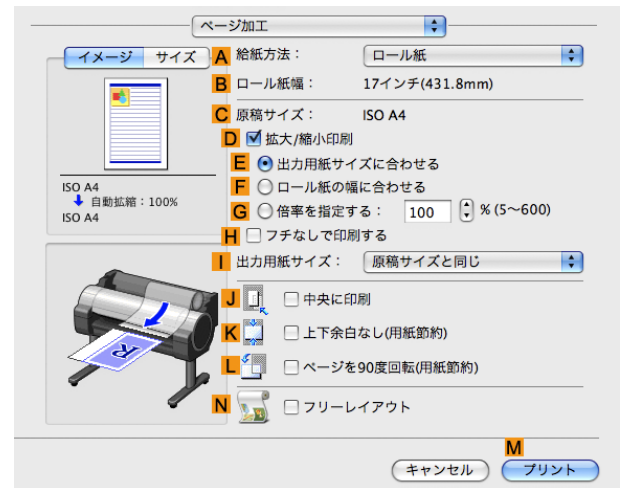 ページ加工
イメージ サイズ
A 給紙方法： ロール紙
B ロール紙幅： 17インチ(431.8mm)
C 原稿サイズ： ISO A4
D 拡大/縮小印刷
E 出力用紙サイズに合わせる
F ロール紙の幅に合わせる
G 倍率を指定する： 100 % (5〜600)
H フチなしで印刷する
I 出力用紙サイズ： 原稿サイズと同じ
ISO A4
自動拡縮：100%
ISO A4
J 中央に印刷
K 上下余白なし(用紙節約)
L ページを90度回転(用紙節約)
N フリーレイアウト
R
M
キャンセル プリント